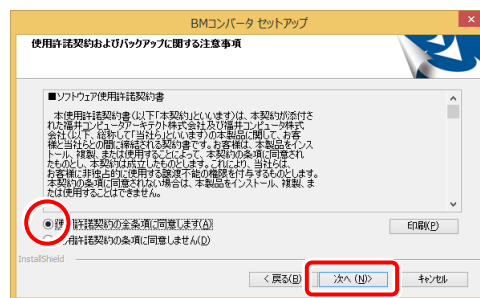 BMコンバータ セットアップ
使用許諾契約およびバックアップに関する注意事項
■ソフトウェア使用許諾契約書
本使用許諾契約書(以下「本契約」といいます)は、本契約が添付さ
れた福井コンピュータアーキテクト株式会社及び福井コンピュータ株式
会社(以下、総称して「当社ら」といいます)の本製品に関して、お客
様と当社らとの間に締結される契約書です。お客様は、本製品をインス
トール、複製、または使用することによって、本契約の条項に同意され
たものとし、本契約は成立したものとします。これにより、当社らは、
お客様に非独占的に使用する譲渡不能の権限を付与するものとします。
本契約の条項に同意されない場合は、本製品をインストール、複製、ま
たは使用することはできません。
使用許諾契約の全条項に同意します(A)
使用許諾契約の条項に同意しません(D)
印刷(P)
InstallShield
< 戻る(B)
次へ (N)>
キャンセル